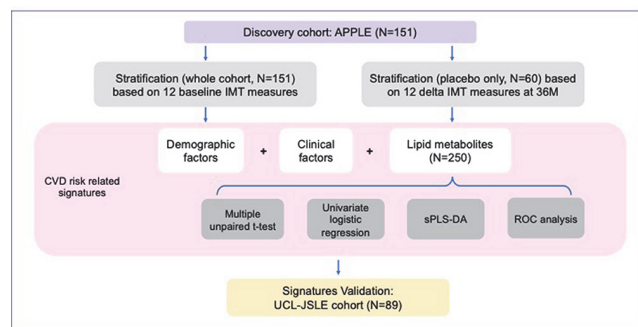 Discovery cohort: APPLE (N=151)
Stratification (whole cohort, N=151)
based on 12 baseline IMT measures
Stratification (placebo only, N=60) based
on 12 delta IMT measures at 36M
CVD risk related
signatures
Demographic
factors
+
Clinical
factors
+
Lipid metabolites
(N=250)
Multiple
unpaired t-test
Univariate
logistic
regression
sPLS-DA
ROC analysis
Signatures Validation:
UCL-JSLE cohort (N=89)